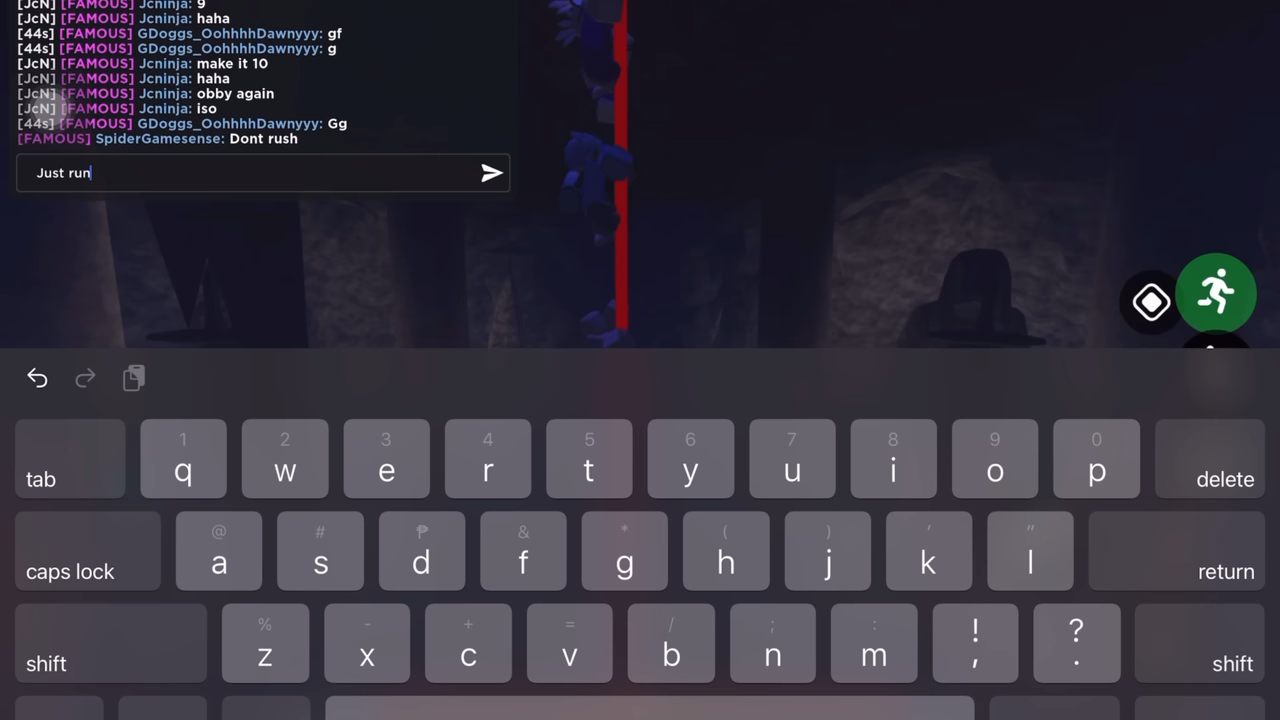 [JcN] [FAMOUS] Jcninja: 9
[JcN] [FAMOUS] Jcninja: haha
[44s] [FAMOUS] GDoggs_OohhhhDawnyyy: gf
[44s] [FAMOUS] GDoggs_OohhhhDawnyyy: g
[JcN] [FAMOUS] Jcninja: make it 10
[JcN] [FAMOUS] Jcninja: haha
[JcN] [FAMOUS] Jcninja: obby again
[JcN] [FAMOUS] Jcninja: iso
[44s] [FAMOUS] GDoggs_OohhhhDawnyyy: Gg
[FAMOUS] SpiderGamesense: Dont rush
Just run
1 2 3 4 5 6 7 8 9 0
tab q w e r t y u i o p delete
@ # ₱ & * ( ) ' "
caps lock a s d f g h j k l return
% - + = / ; : ! ?
shift z x c v b n m , . shift